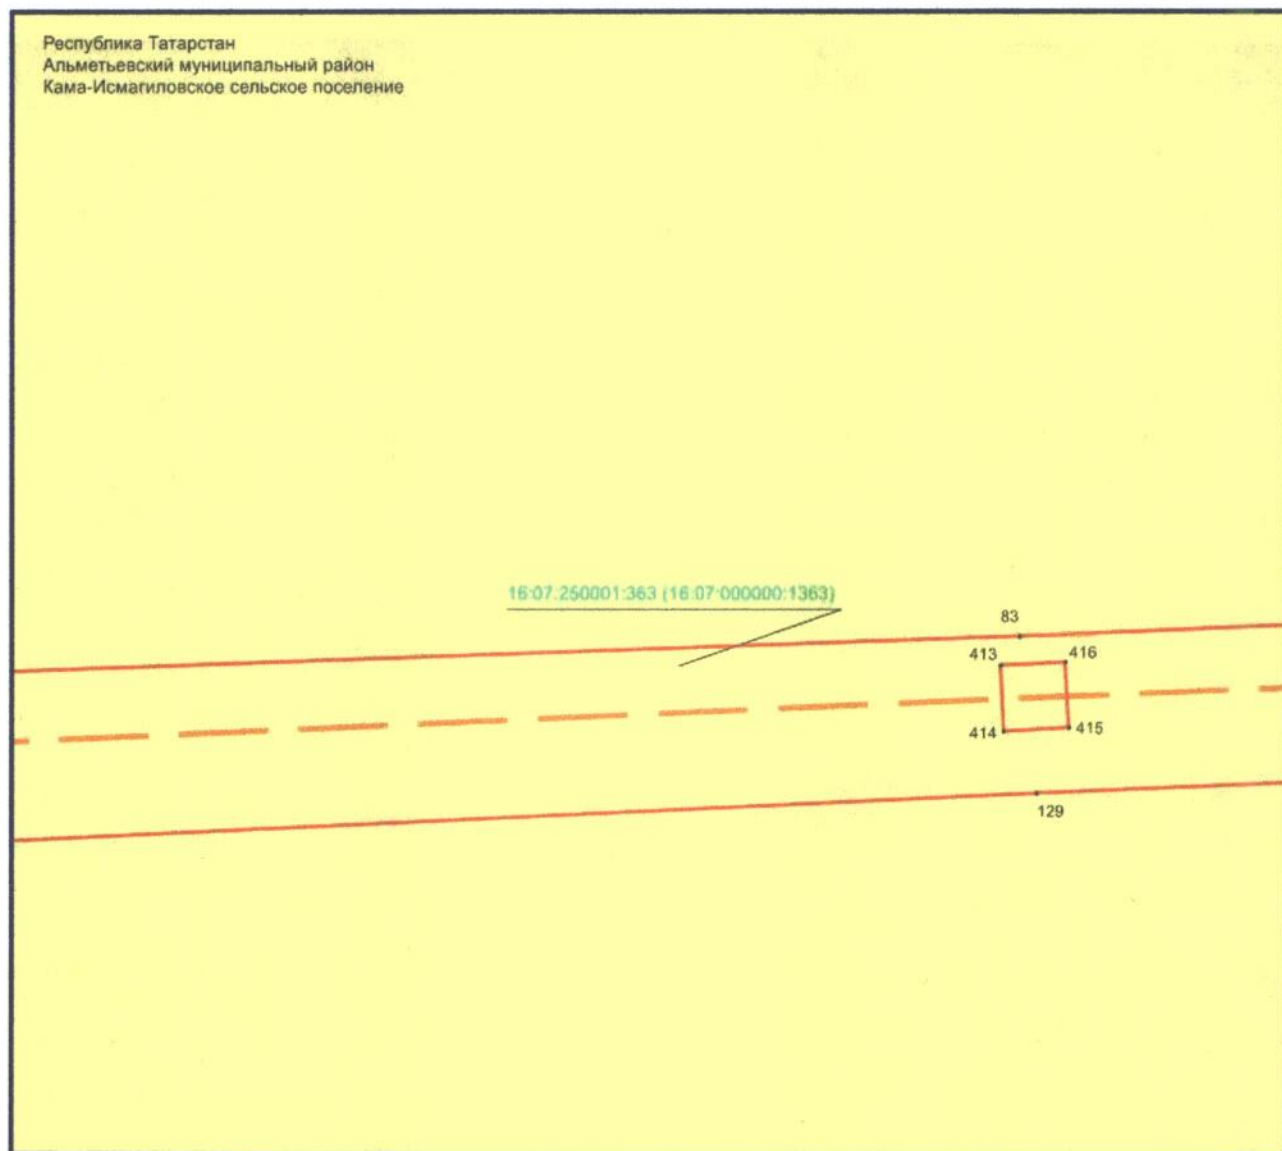 Республика Татарстан
Альметьевский муниципальный район
Кама-Исмагиловское сельское поселение
16:07:250001:363 (16:07:000000:1363)
83
413 416
414 415
129